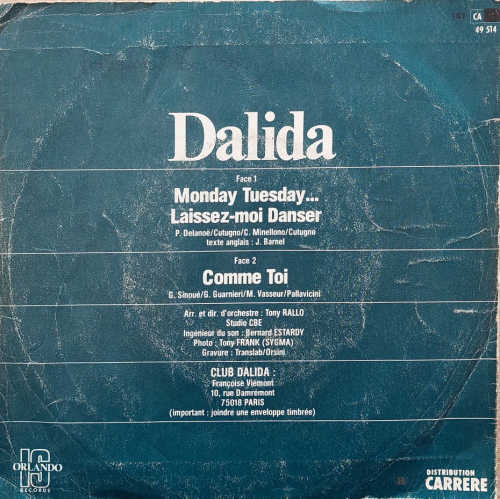 141 CA
49 514
Dalida
Face 1
Monday Tuesday...
Laissez-moi Danser
P. Delanoë/Cutugno/C. Minellono/Cutugno
texte anglais : J. Barnel
Face 2
Comme Toi
G. Sinoué/G. Guarnieri/M. Vasseur/Pallavicini
Arr. et dir. d'orchestre : Tony RALLO
Studio CBE
Ingénieur du son : Bernard ESTARDY
Photo : Tony FRANK (SYGMA)
Gravure : Translab/Orsini
CLUB DALIDA :
Françoise Viémont
10, rue Damrémont
75018 PARIS
(important : joindre une enveloppe timbrée)
IS
ORLANDO
RECORDS
DISTRIBUTION
CARRERE